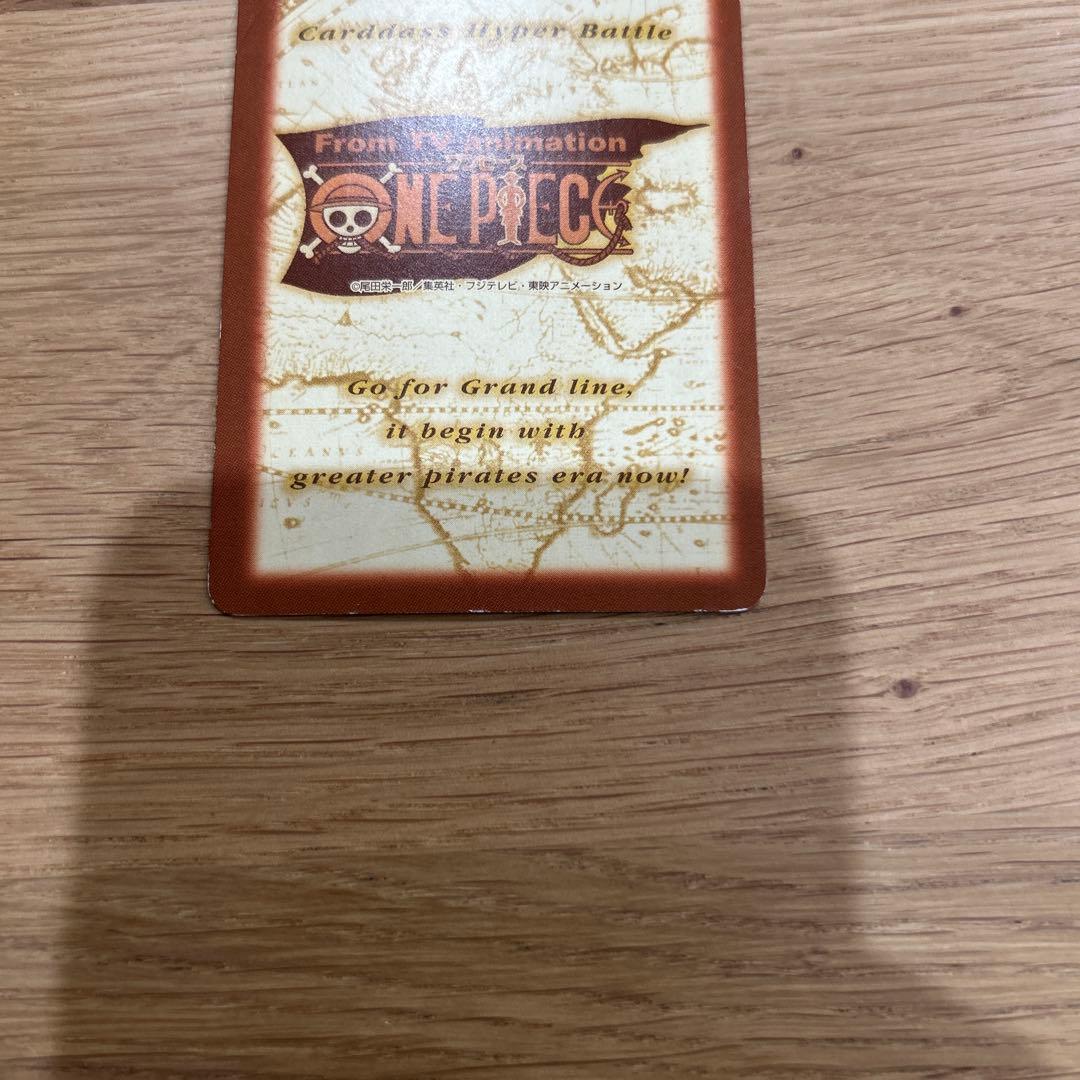 Carddass Hyper Battle
From TV animation
ワンピース
ONE PIECE
©尾田栄一郎／集英社・フジテレビ・東映アニメーション
Go for Grand line,
it begin with
greater pirates era now!